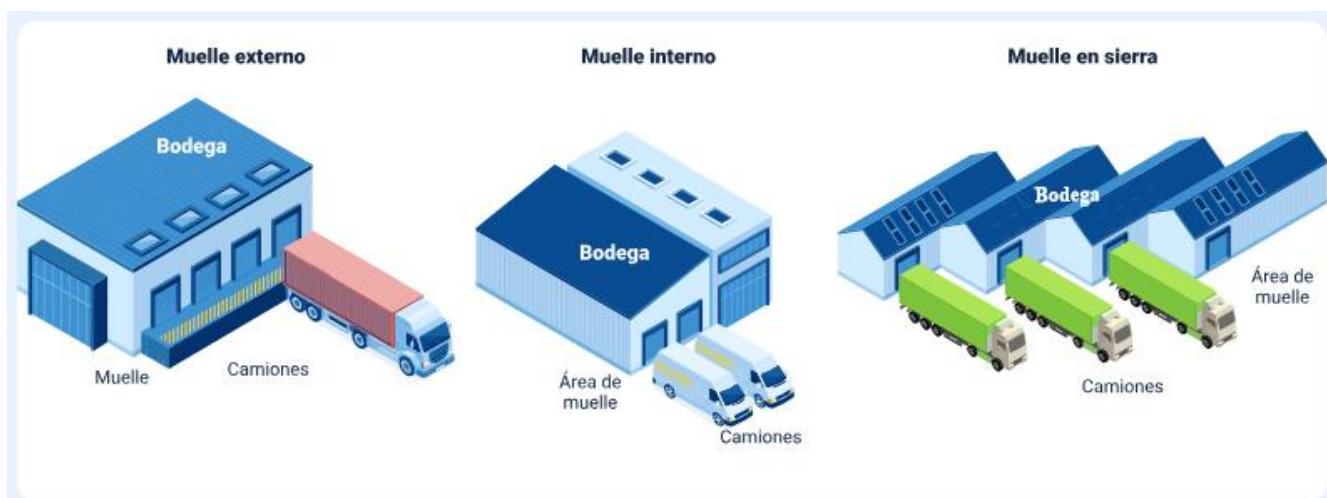 Muelle externo
Bodega
Muelle
Camiones
Muelle interno
Bodega
Área de
muelle
Camiones
Muelle en sierra
Bodega
Área de
muelle
Camiones